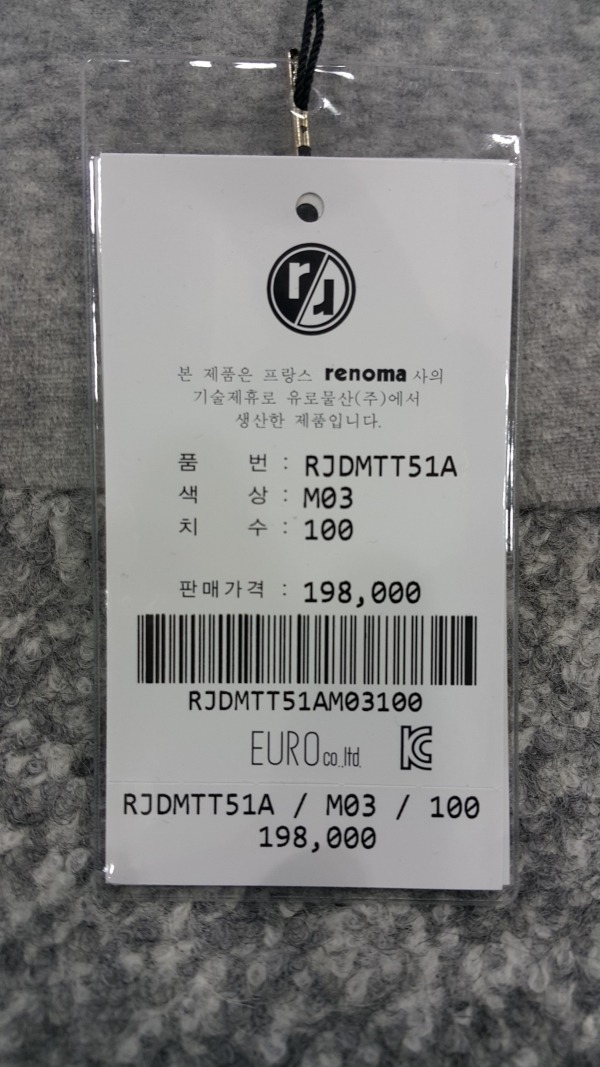 rr
본 제품은 프랑스 renoma 사의
기술제휴로 유로물산(주)에서
생산한 제품입니다.
품 번 : RJDMTT51A
색 상 : M03
치 수 : 100
판매가격 : 198,000
RJDMTT51AM03100
EURO co.,ltd.
KC
RJDMTT51A / M03 / 100
198,000